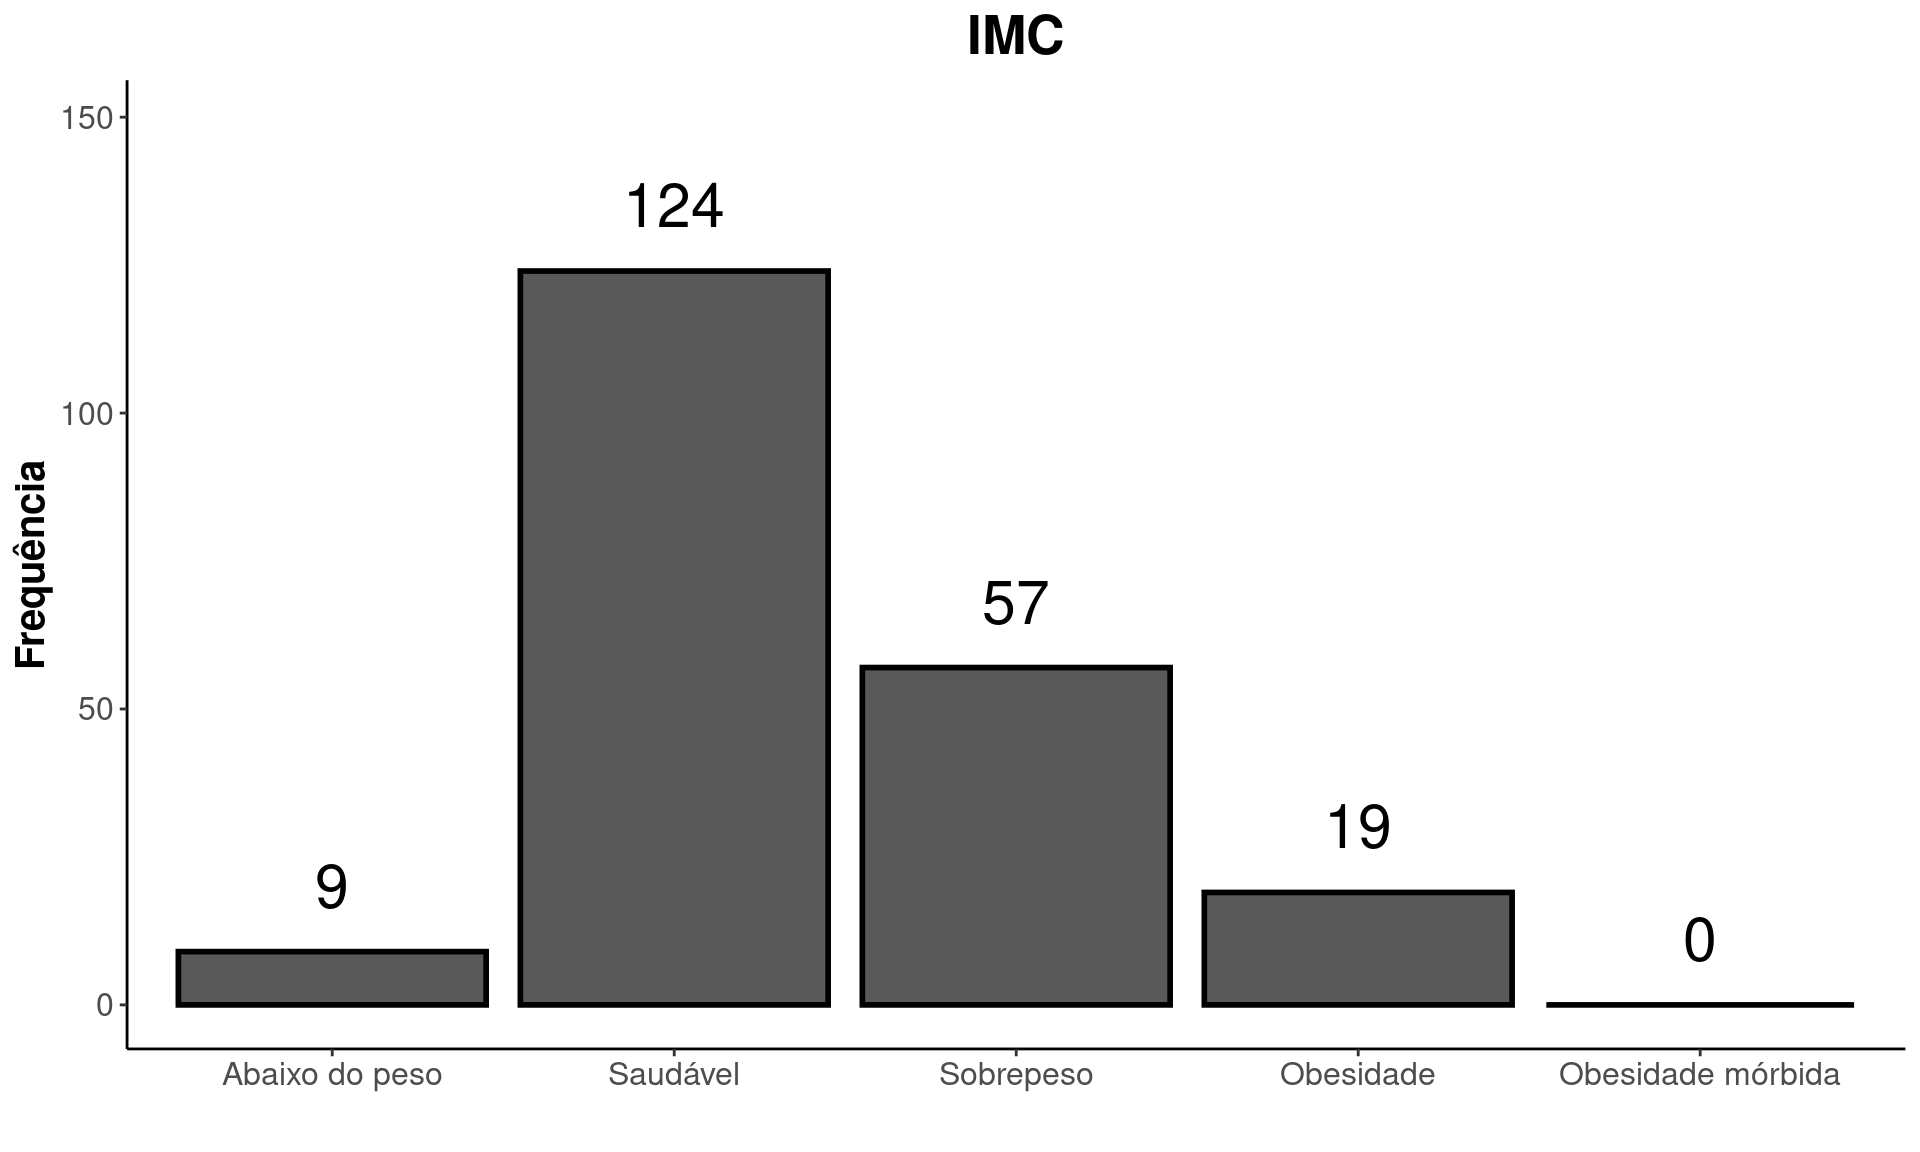 IMC
Frequência
150
100
50
0
9
124
57
19
0
Abaixo do peso
Saudável
Sobrepeso
Obesidade
Obesidade mórbida